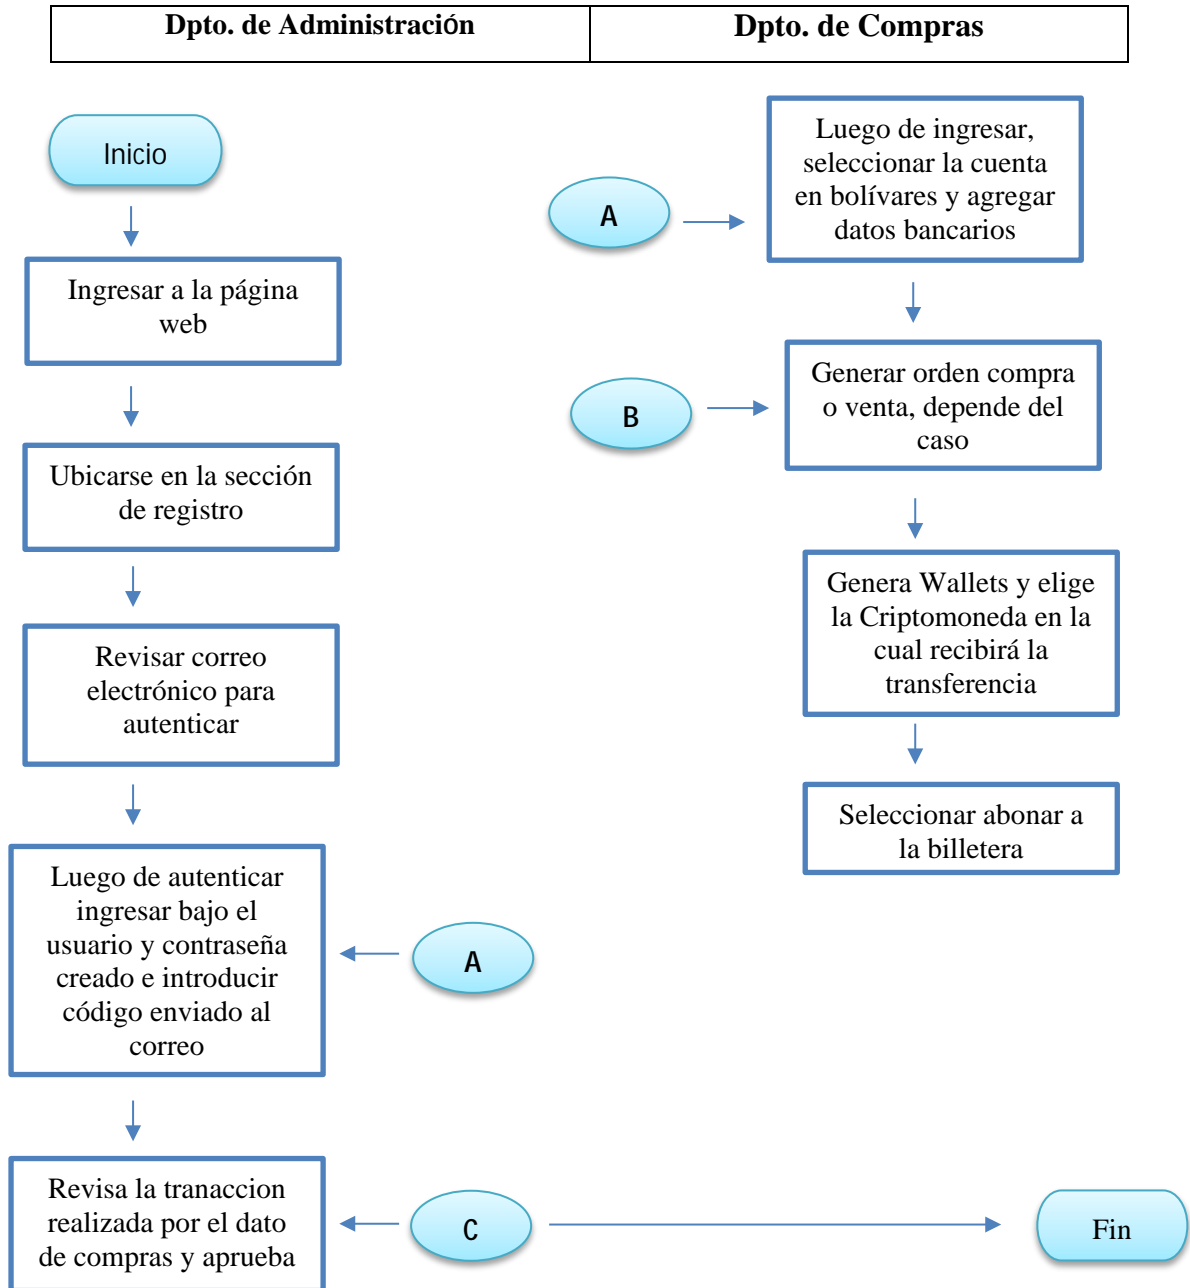 Dpto. de Administración
Dpto. de Compras
Inicio
Ingresar a la página
web
Ubicarse en la sección
de registro
Revisar correo
electrónico para
autenticar
Luego de autenticar
ingresar bajo el
usuario y contraseña
creado e introducir
código enviado al
correo
A
Revisa la tranaccion
realizada por el dato
de compras y aprueba
C
A
Luego de ingresar,
seleccionar la cuenta
en bolívares y agregar
datos bancarios
B
Generar orden compra
o venta, depende del
caso
Genera Wallets y elige
la Criptomoneda en la
cual recibirá la
transferencia
Seleccionar abonar a
la billetera
Fin